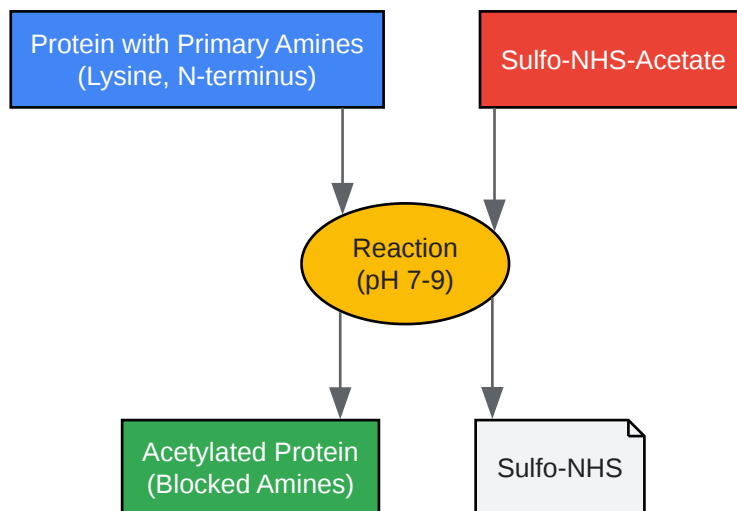 Protein with Primary Amines
(Lysine, N-terminus)
Sulfo-NHS-Acetate
Reaction
(pH 7-9)
Acetylated Protein
(Blocked Amines)
Sulfo-NHS